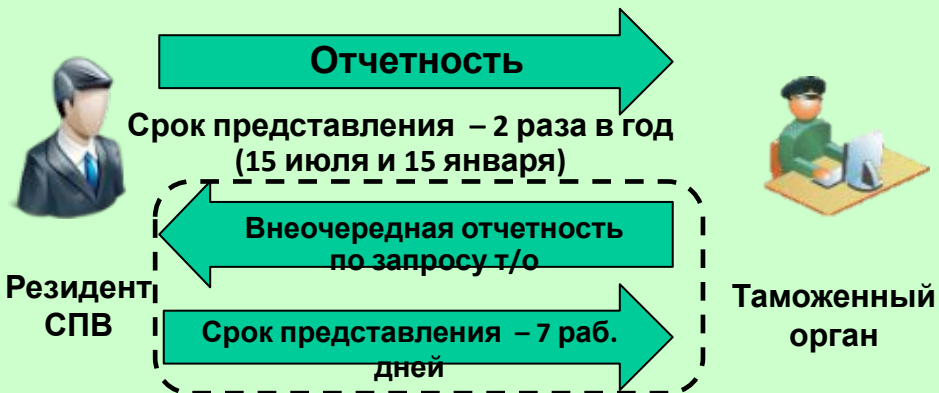 Отчетность
Срок представления – 2 раза в год
(15 июля и 15 января)
Внеочередная отчетность
по запросу т/о
Резидент
СПВ
Срок представления – 7 раб.
дней
Таможенный
орган